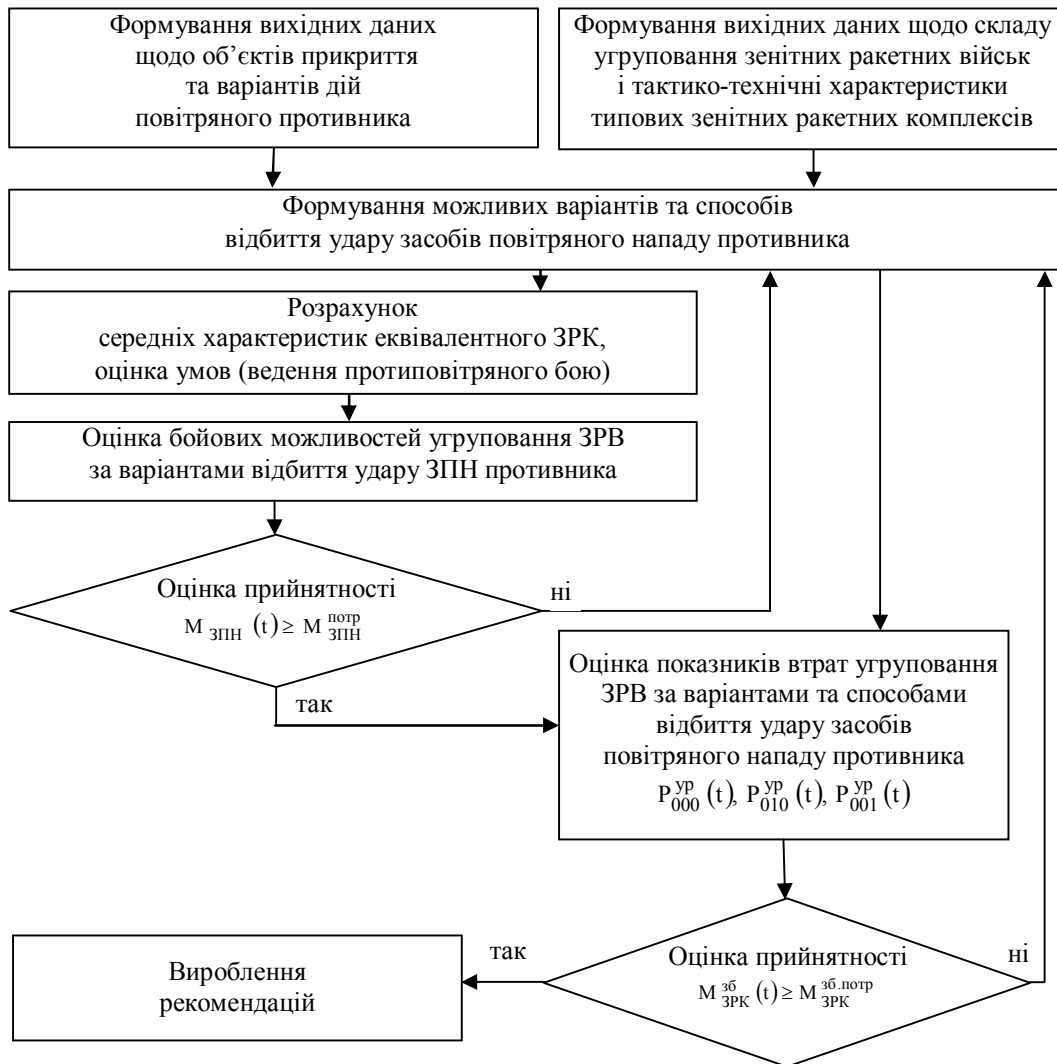 Формування вихідних даних
щодо об’єктів прикриття
та варіантів дій
повітряного противника
Формування вихідних даних щодо складу
угруповання зенітних ракетних військ
і тактико-технічні характеристики
типових зенітних ракетних комплексів
Формування можливих варіантів та способів
відбиття удару засобів повітряного нападу противника
Розрахунок
середніх характеристик еквівалентного ЗРК,
оцінка умов (ведення протиповітряного бою)
Оцінка бойових можливостей угруповання ЗРВ
за варіантами відбиття удару ЗПН противника
Оцінка прийнятності
M ЗПН (t) ≥ M потр ЗПН
ні
так
Оцінка показників втрат угруповання
ЗРВ за варіантами та способами
відбиття удару засобів
повітряного нападу противника
P ур 000 (t), P ур 010 (t), P ур 001 (t)
Оцінка прийнятності
M зб ЗРК (t) ≥ M зб.потр ЗРК
ні
так
Вироблення
рекомендацій